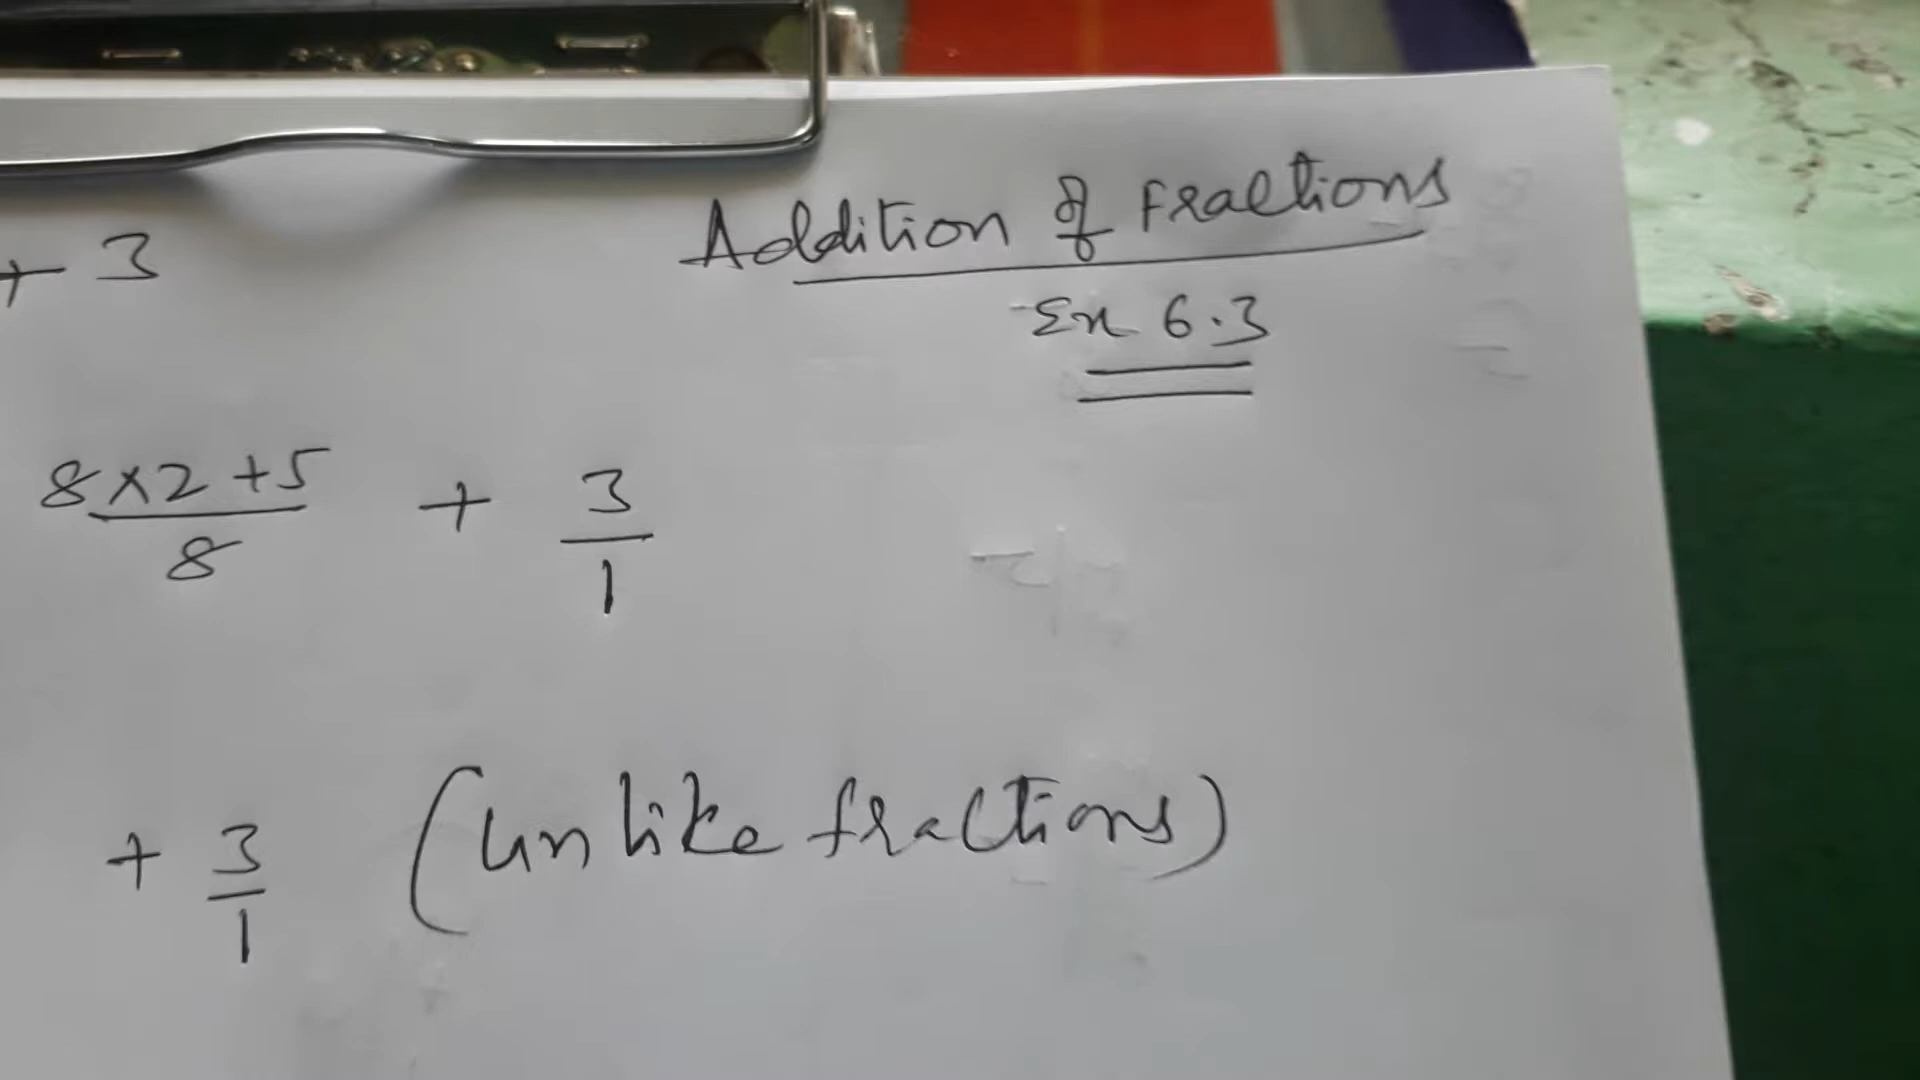 Addition of Fractions
+ 3
Ex 6.3
8×2+5 + 3
8 1
+ 3 (unlike fractions)
1